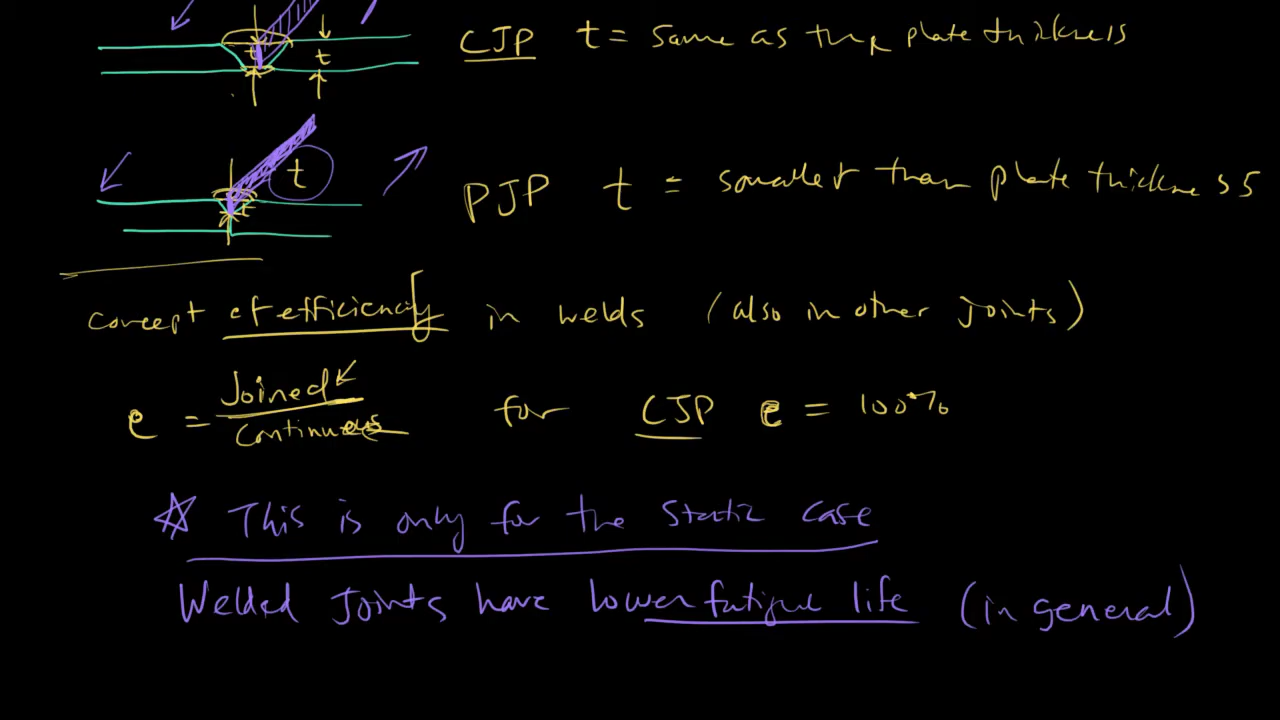 t t CJP t = same as the plate thickness
t t PJP t = smaller than plate thickness
concept of efficiency in welds (also in other joints)
e = Joined / Continuous for CJP e = 100%
☆ This is only for the static case
Welded Joints have lower fatigue life (in general)